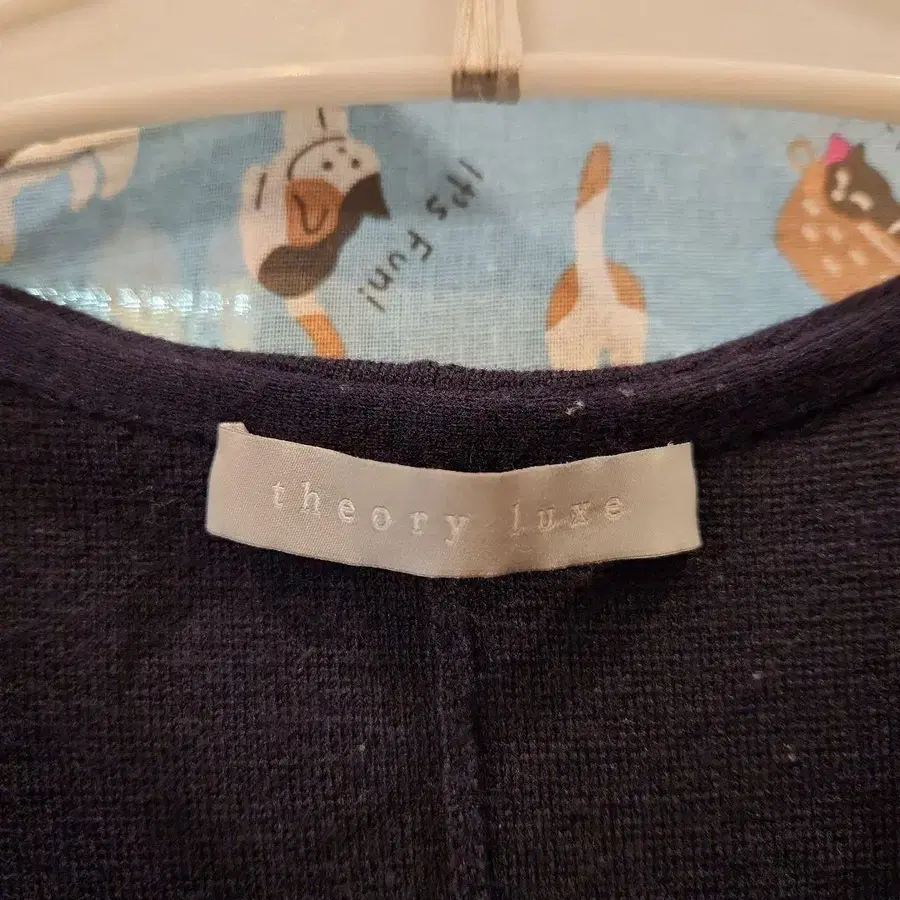 It's fun!
theory luxe